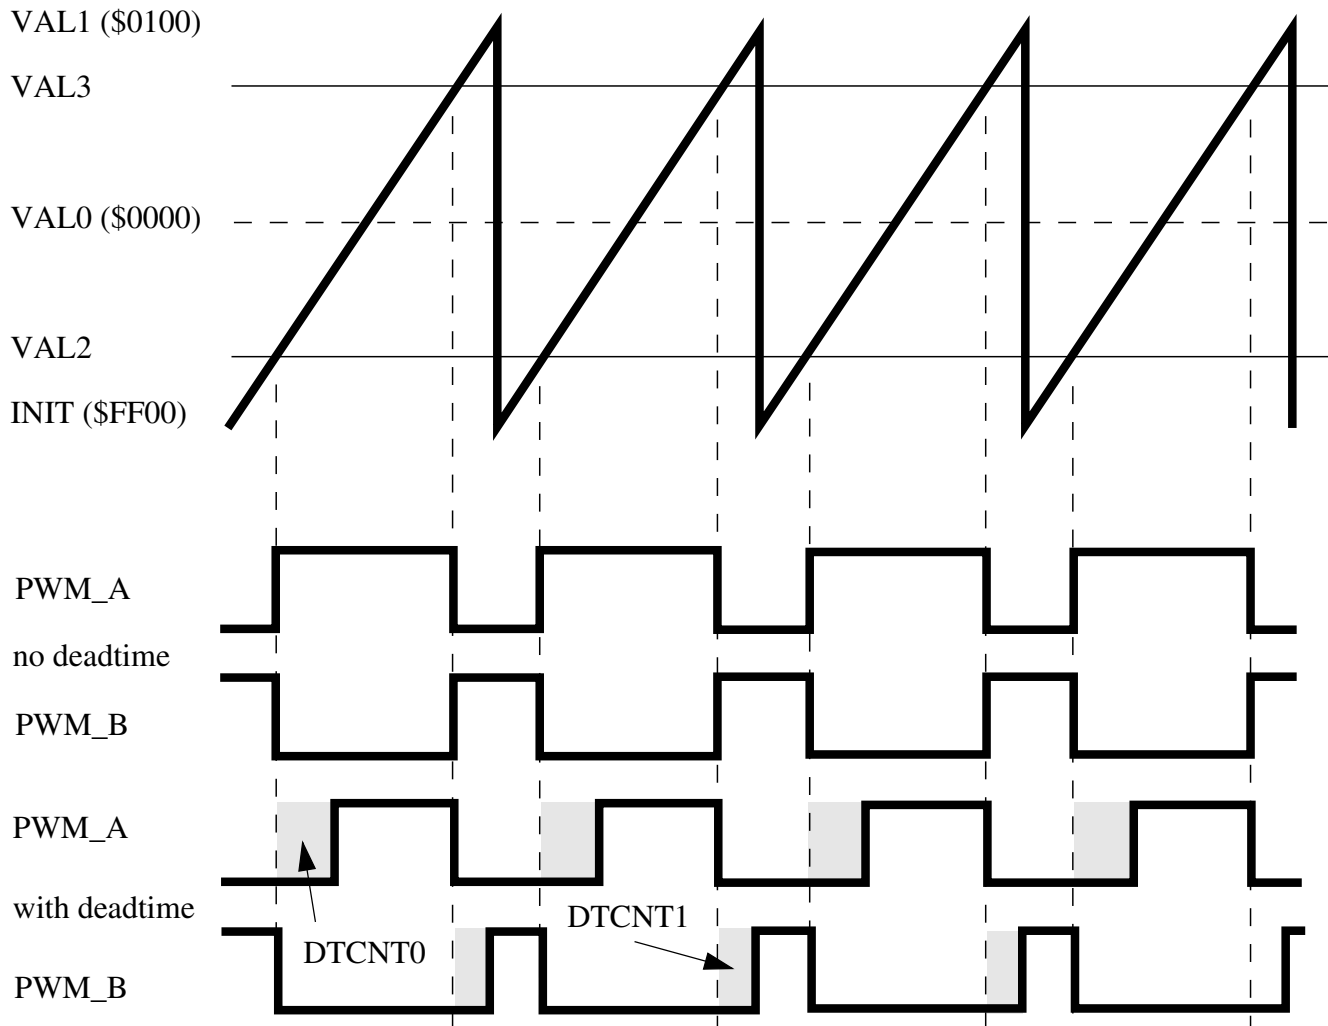 VAL1 ($0100)
VAL3
VAL0 ($0000)
VAL2
INIT ($FF00)
PWM_A
no deadtime
PWM_B
PWM_A
with deadtime
DTCNT1
DTCNT0
PWM_B